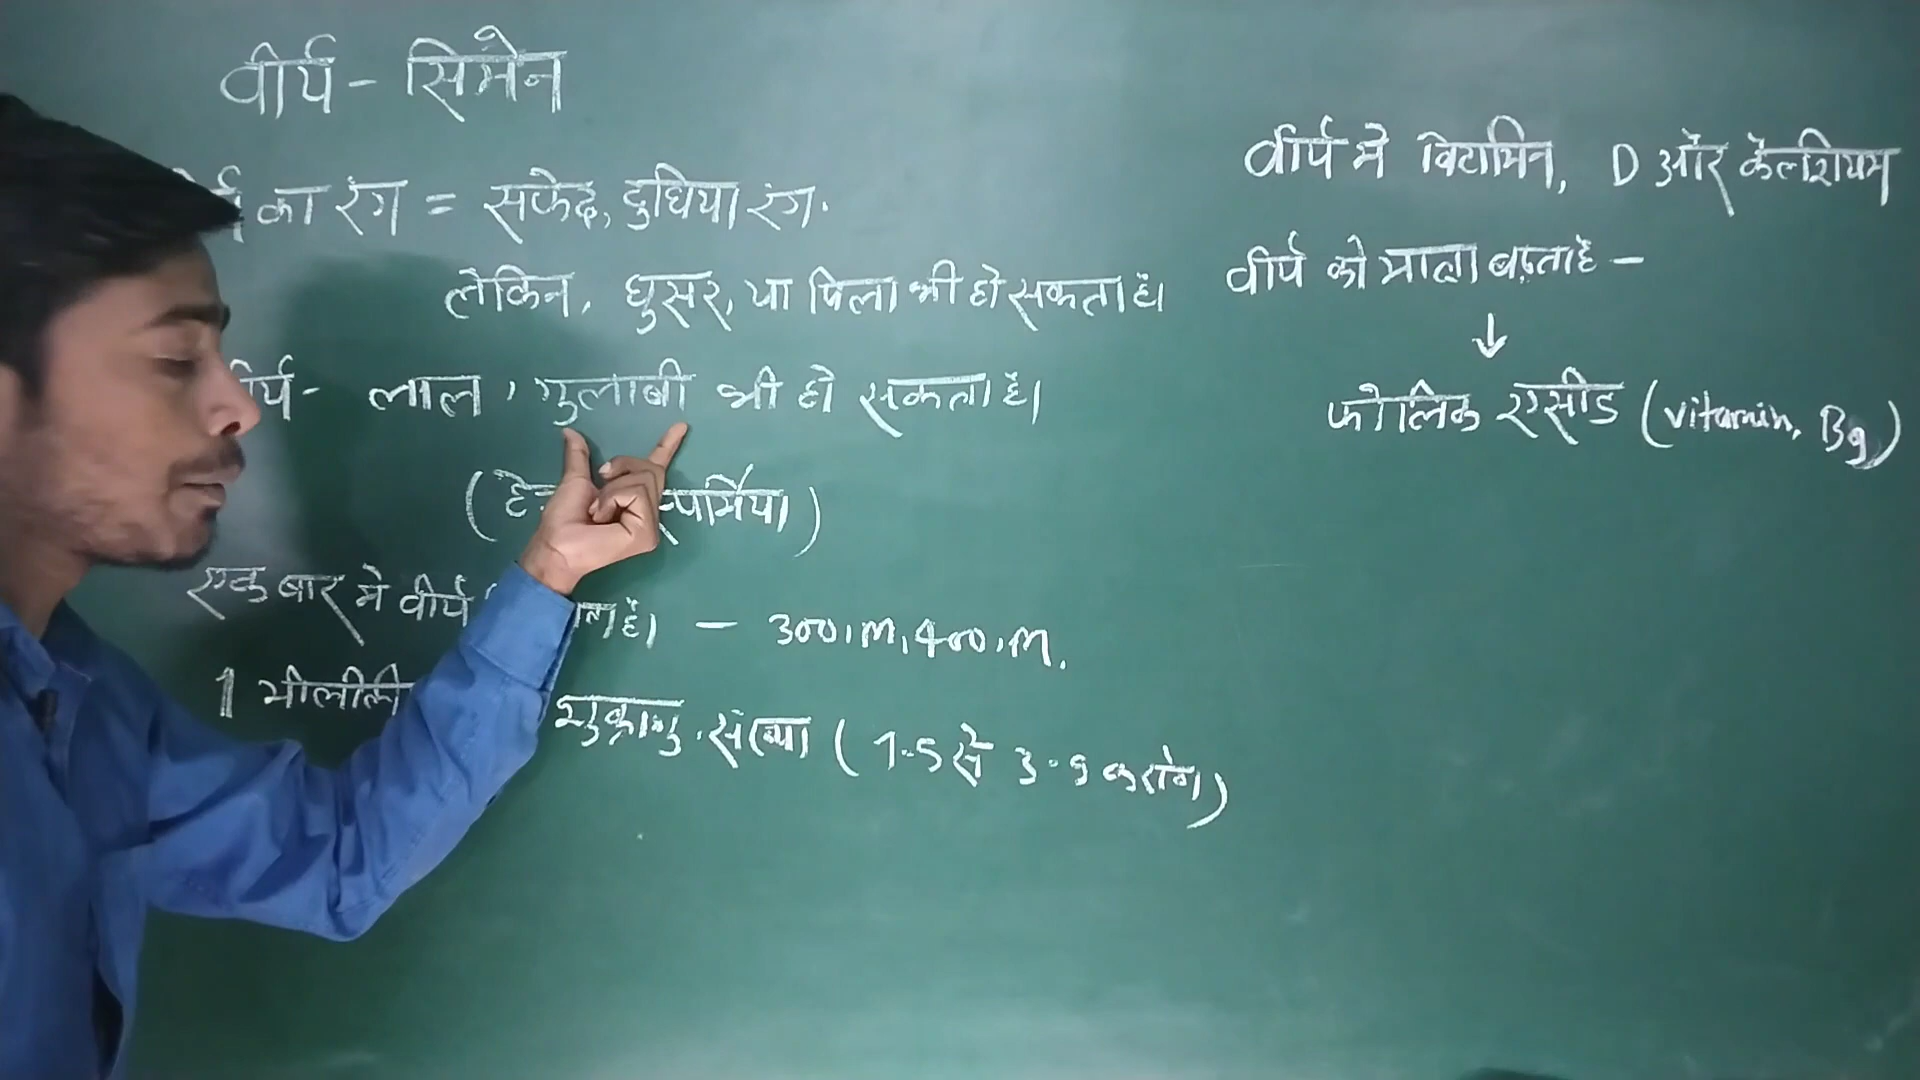 वीर्य - सिमेन
का रंग = सफेद, दुधिया रंग.
लेकिन, धुसर, या पिला भी हो सकता है।
लाल, गुलाबी भी हो सकता है।
एक बार मे वीर्य है। - 300.m, 400.m.
1 मीलीली शुक्राणु संख्या (1.5 से 3.9 करोण)
वीर्य मे विटामिन, D और केलशियम
वीर्य की मात्रा बढ़ता है -
↓
फोलिक एसीड (vitamin, B9)